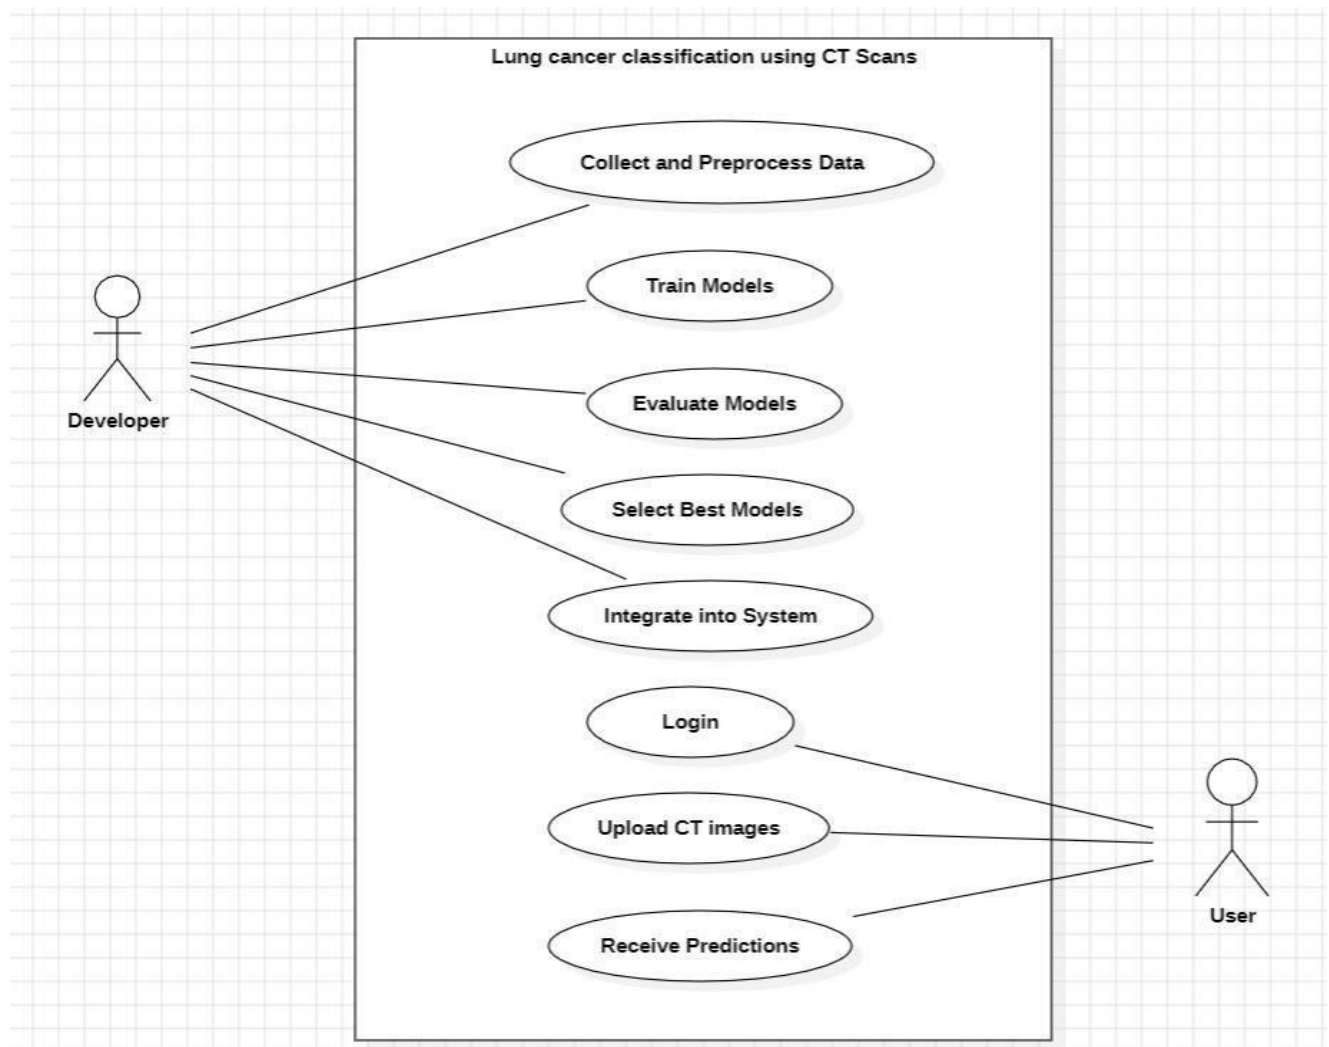 Lung cancer classification using CT Scans
Collect and Preprocess Data
Train Models
Evaluate Models
Developer
Select Best Models
Integrate into System
Login
Upload CT images
User
Receive Predictions